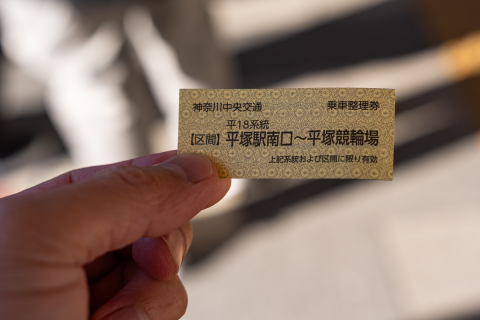 神奈川中央交通 乗車整理券
平18系統
【区間】平塚駅南口～平塚競輪場
上記系統および区間に限り有効